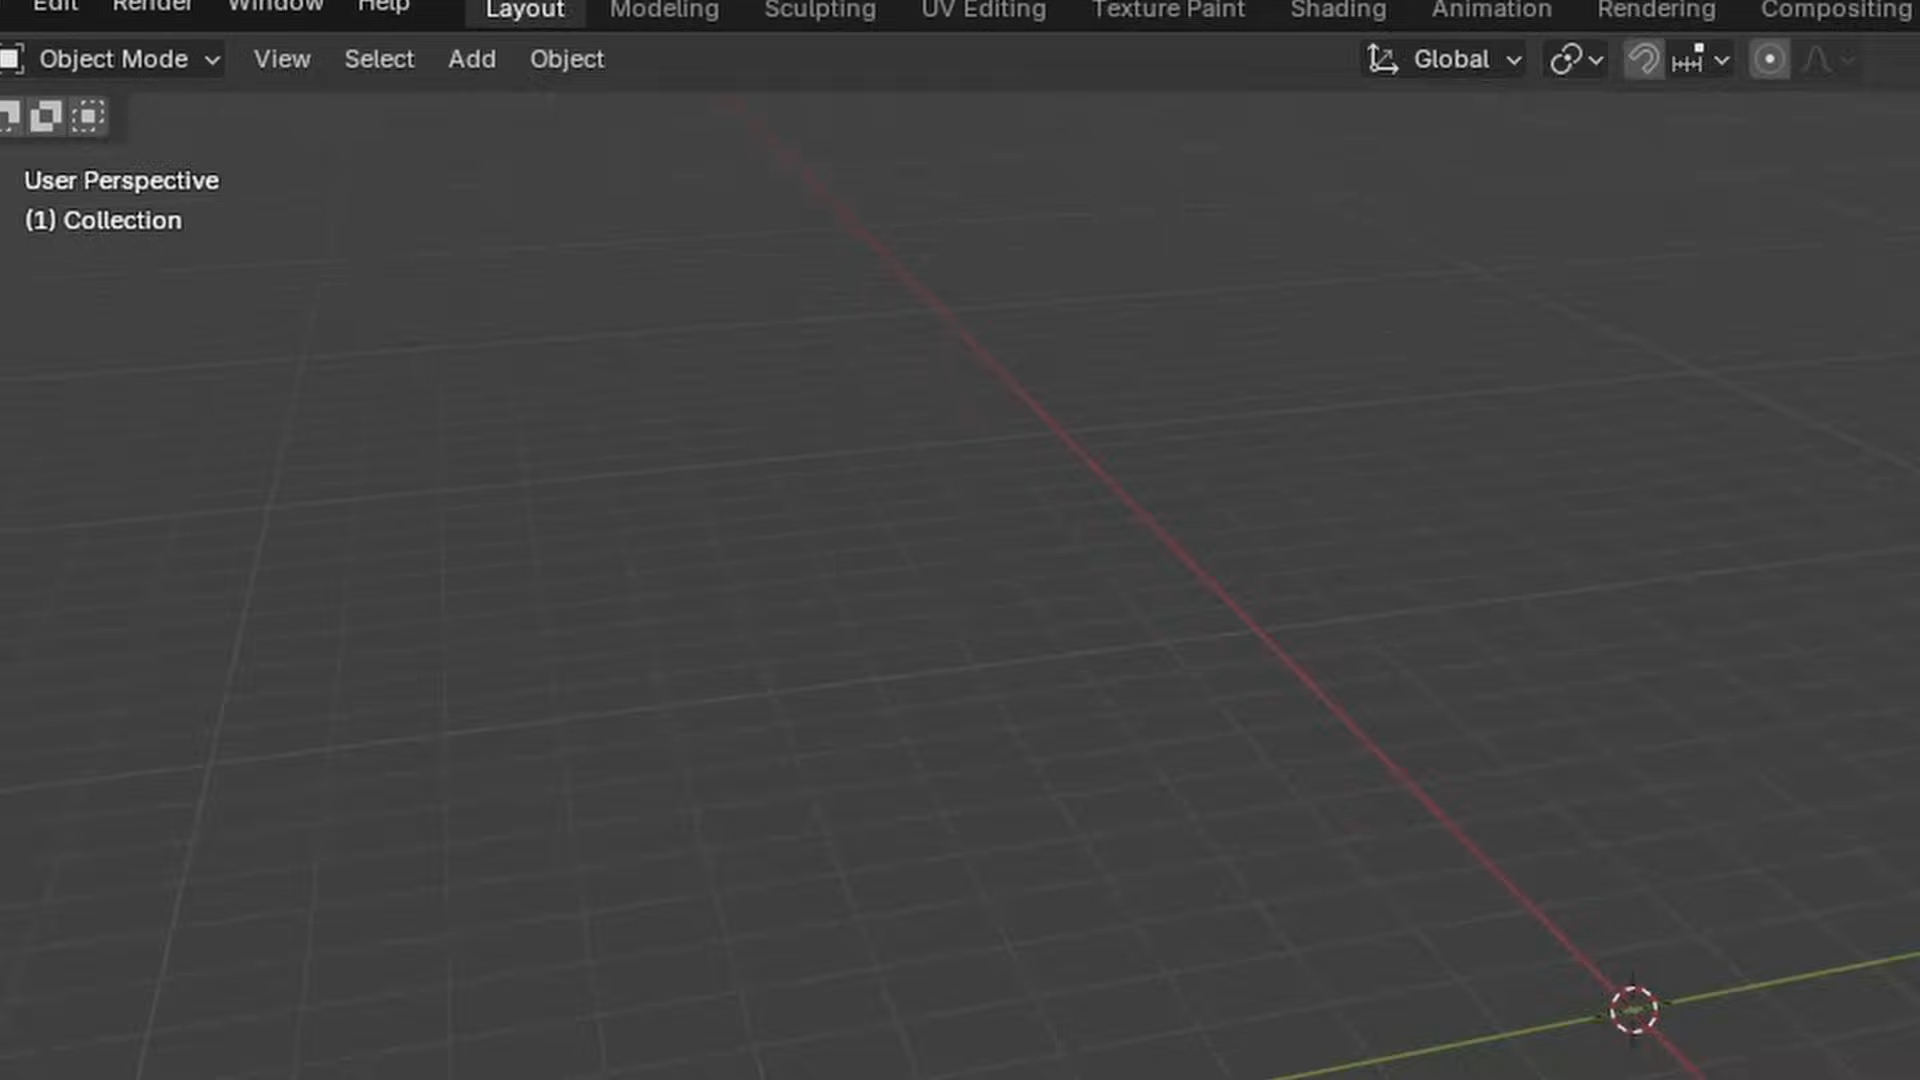 Edit Render Window Help Layout Modeling Sculpting UV Editing Texture Paint Shading Animation Rendering Compositing
Object Mode View Select Add Object Global
User Perspective
(1) Collection